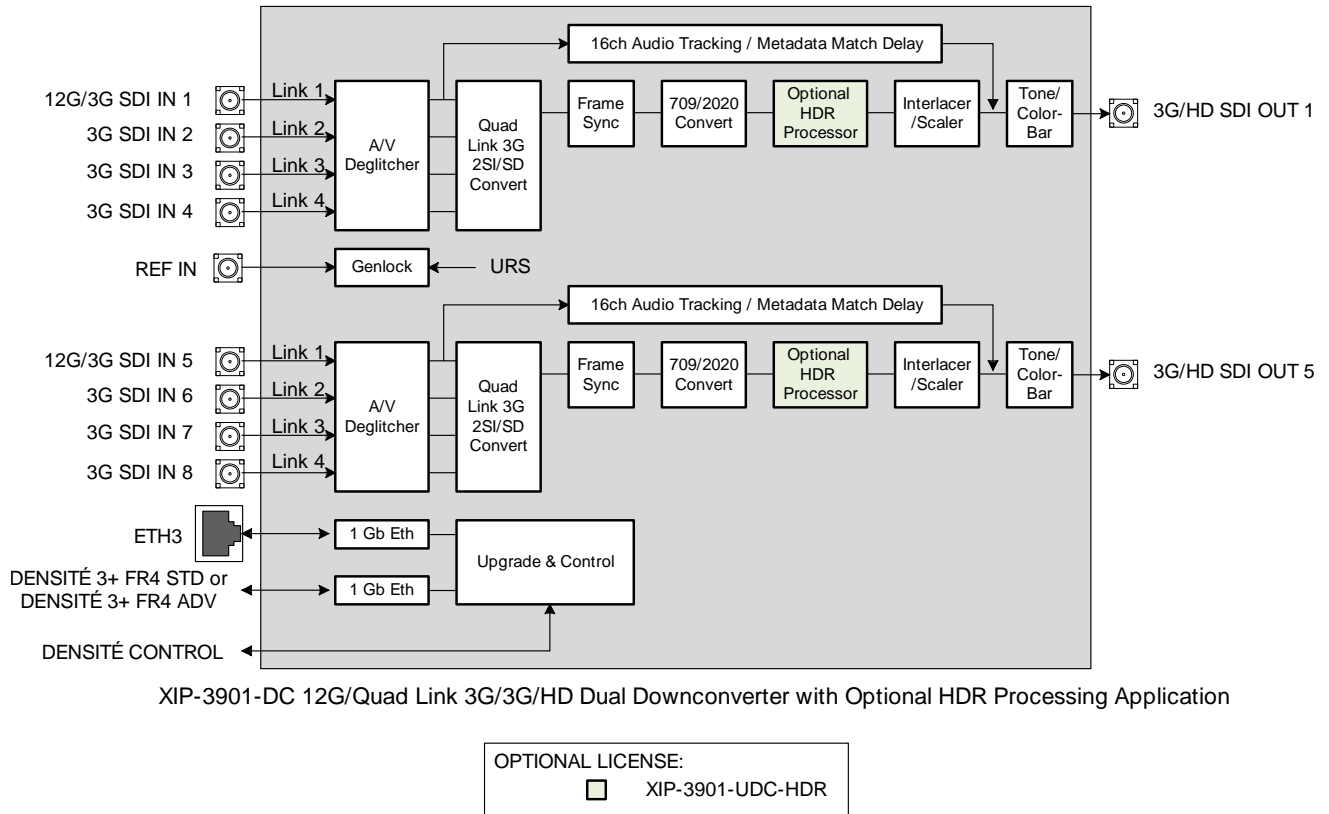 16ch Audio Tracking / Metadata Match Delay
12G/3G SDI IN 1
3G SDI IN 2
3G SDI IN 3
3G SDI IN 4
Link 1
Link 2
Link 3
Link 4
A/V
Deglitcher
Quad
Link 3G
2SI/SD
Convert
Frame
Sync
709/2020
Convert
Optional
HDR
Processor
Interlacer
/Scaler
Tone/
Color-
Bar
3G/HD SDI OUT 1
REF IN
Genlock
URS
16ch Audio Tracking / Metadata Match Delay
12G/3G SDI IN 5
3G SDI IN 6
3G SDI IN 7
3G SDI IN 8
Link 1
Link 2
Link 3
Link 4
A/V
Deglitcher
Quad
Link 3G
2SI/SD
Convert
Frame
Sync
709/2020
Convert
Optional
HDR
Processor
Interlacer
/Scaler
Tone/
Color-
Bar
3G/HD SDI OUT 5
ETH3
1 Gb Eth
Upgrade & Control
DENSITÉ 3+ FR4 STD or
DENSITÉ 3+ FR4 ADV
1 Gb Eth
DENSITÉ CONTROL
XIP-3901-DC 12G/Quad Link 3G/3G/HD Dual Downconverter with Optional HDR Processing Application
OPTIONAL LICENSE:
XIP-3901-UDC-HDR